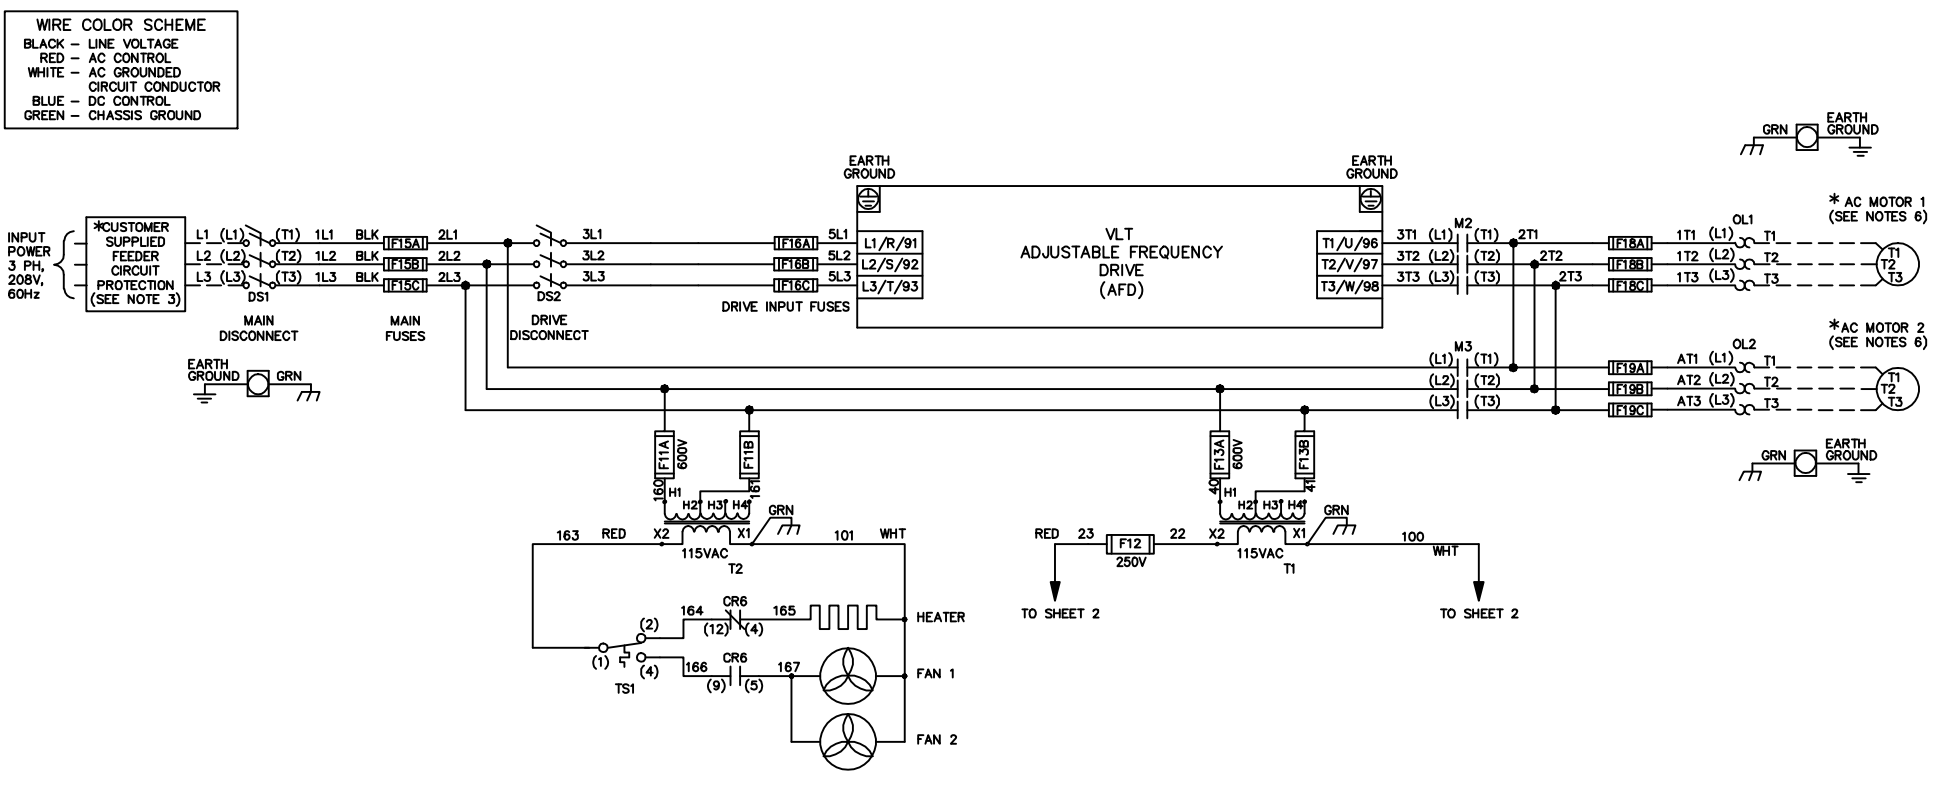 WIRE COLOR SCHEME
BLACK – LINE VOLTAGE
RED – AC CONTROL
WHITE – AC GROUNDED
CIRCUIT CONDUCTOR
BLUE – DC CONTROL
GREEN – CHASSIS GROUND
INPUT
POWER
3 PH,
208V,
60Hz
*CUSTOMER
SUPPLIED
FEEDER
CIRCUIT
PROTECTION
(SEE NOTE 3)
L1 (L1) (T1) 1L1 BLK F15A 2L1
L2 (L2) (T2) 1L2 BLK F15B 2L2
L3 (L3) (T3) 1L3 BLK F15C 2L3
DS1
MAIN
DISCONNECT
MAIN
FUSES
EARTH
GROUND GRN
3L1 F16A 5L1
3L2 F16B 5L2
3L3 F16C 5L3
DS2
DRIVE
DISCONNECT
DRIVE INPUT FUSES
EARTH
GROUND
EARTH
GROUND
L1/R/91
L2/S/92
L3/T/93
VLT
ADJUSTABLE FREQUENCY
DRIVE
(AFD)
T1/U/96
T2/V/97
T3/W/98
M2
3T1 (L1) (T1) 2T1 F18A 1T1 (L1) T1
3T2 (L2) (T2) 2T2 F18B 1T2 (L2) T2
3T3 (L3) (T3) 2T3 F18C 1T3 (L3) T3
OL1
GRN EARTH
GROUND
* AC MOTOR 1
(SEE NOTES 6)
T1
T2
T3
M3
(L1) (T1) F19A AT1 (L1) T1
(L2) (T2) F19B AT2 (L2) T2
(L3) (T3) F19C AT3 (L3) T3
OL2
*AC MOTOR 2
(SEE NOTES 6)
T1
T2
T3
GRN EARTH
GROUND
F11A
600V
F11B
160
161
H1 H2 H3 H4
GRN
163 RED X2 X1 101 WHT
115VAC
T2
F13A
600V
F13B
40
41
H1 H2 H3 H4
GRN
RED 23 F12 22 X2 X1 100
WHT
250V
115VAC
T1
TO SHEET 2
TO SHEET 2
164 CR6 165 HEATER
(12) (4)
(2)
(1)
(4)
TS1
166 CR6 167 FAN 1
(9) (5)
FAN 2